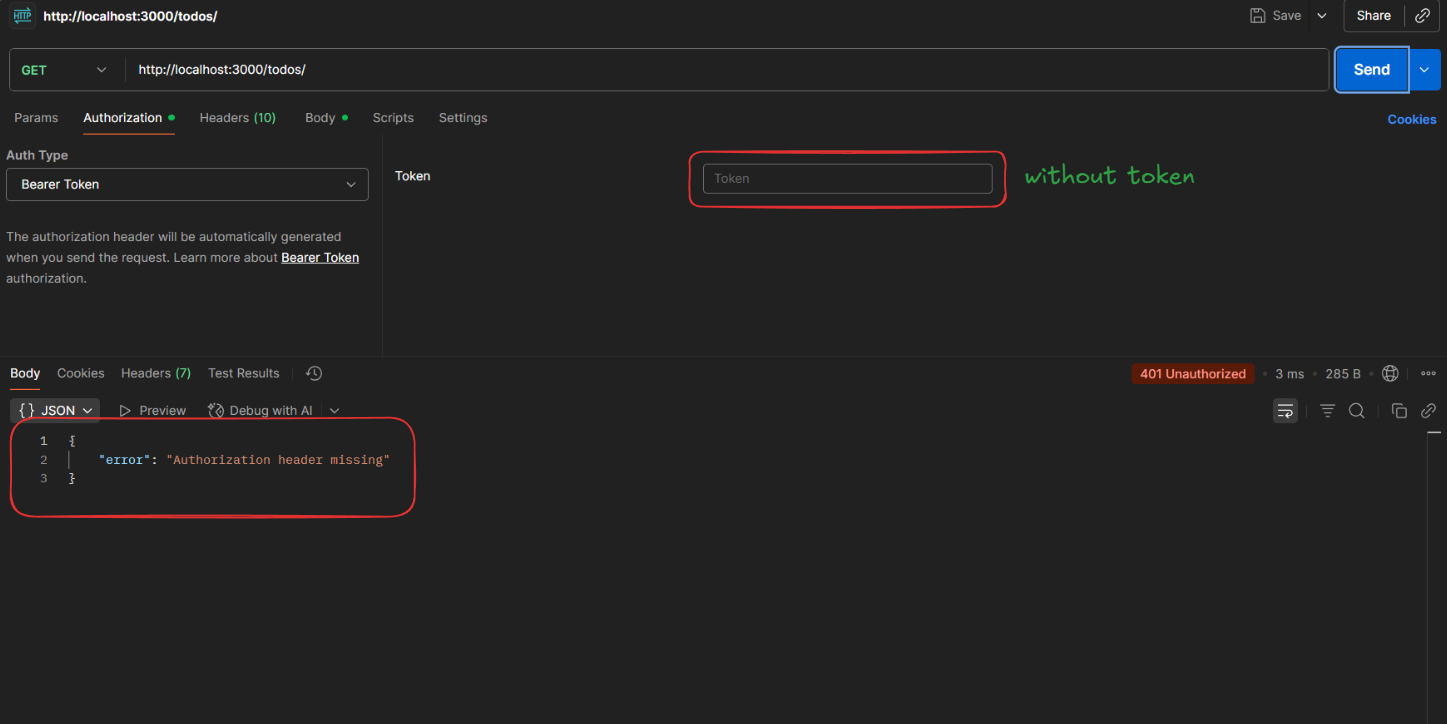 HTTP http://localhost:3000/todos/ Save Share
GET http://localhost:3000/todos/ Send
Params Authorization Headers (10) Body Scripts Settings Cookies
Auth Type
Bearer Token
Token
Token
without token
The authorization header will be automatically generated
when you send the request. Learn more about Bearer Token
authorization.
Body Cookies Headers (7) Test Results 401 Unauthorized 3 ms 285 B
{} JSON Preview Debug with AI
1 {
2 "error": "Authorization header missing"
3 }